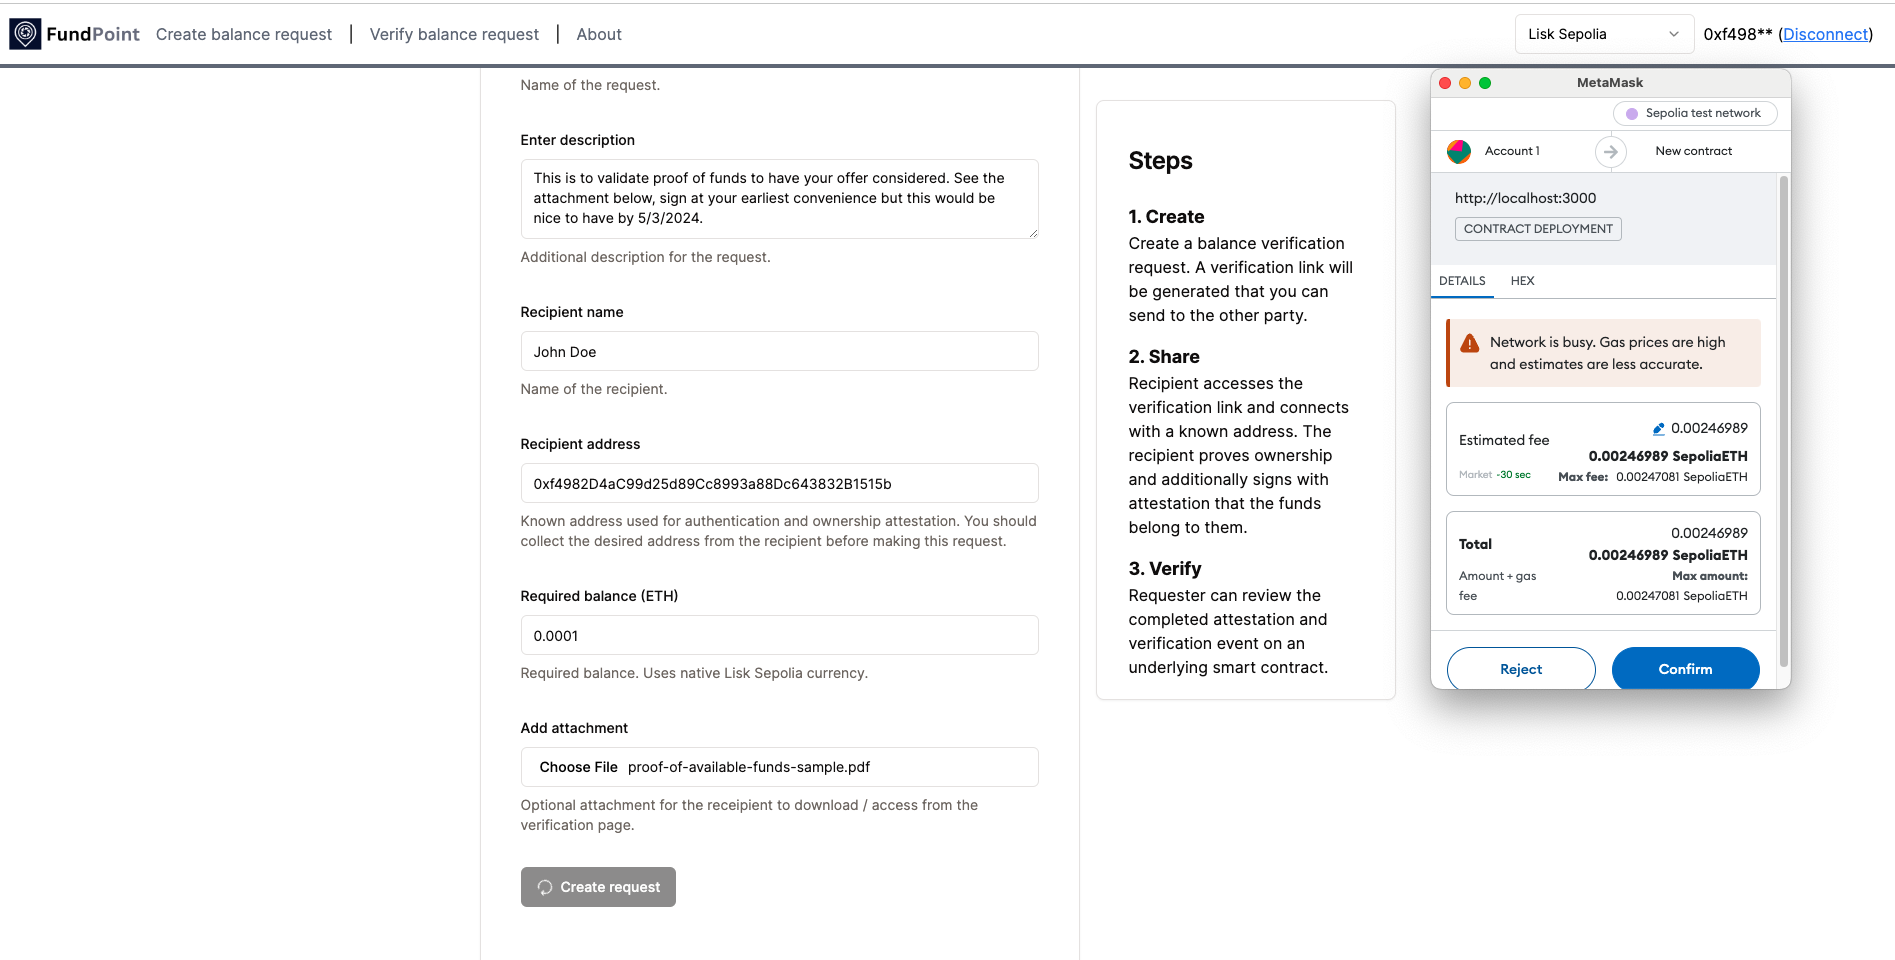 FundPoint
Create balance request | Verify balance request | About
Lisk Sepolia
0xf498** (Disconnect)
Name of the request.
Enter description
This is to validate proof of funds to have your offer considered. See the
attachment below, sign at your earliest convenience but this would be
nice to have by 5/3/2024.
Additional description for the request.
Recipient name
John Doe
Name of the recipient.
Recipient address
0xf4982D4aC99d25d89Cc8993a88Dc643832B1515b
Known address used for authentication and ownership attestation. You should
collect the desired address from the recipient before making this request.
Required balance (ETH)
0.0001
Required balance. Uses native Lisk Sepolia currency.
Add attachment
Choose File proof-of-available-funds-sample.pdf
Optional attachment for the receipient to download / access from the
verification page.
Create request
Steps
1. Create
Create a balance verification
request. A verification link will
be generated that you can
send to the other party.
2. Share
Recipient accesses the
verification link and connects
with a known address. The
recipient proves ownership
and additionally signs with
attestation that the funds
belong to them.
3. Verify
Requester can review the
completed attestation and
verification event on an
underlying smart contract.
MetaMask
Sepolia test network
Account 1
New contract
http://localhost:3000
CONTRACT DEPLOYMENT
DETAILS
HEX
Network is busy. Gas prices are high
and estimates are less accurate.
0.00246989
Estimated fee
0.00246989 SepoliaETH
Market ~30 sec
Max fee: 0.00247081 SepoliaETH
0.00246989
Total
0.00246989 SepoliaETH
Amount + gas
fee
Max amount:
0.00247081 SepoliaETH
Reject
Confirm